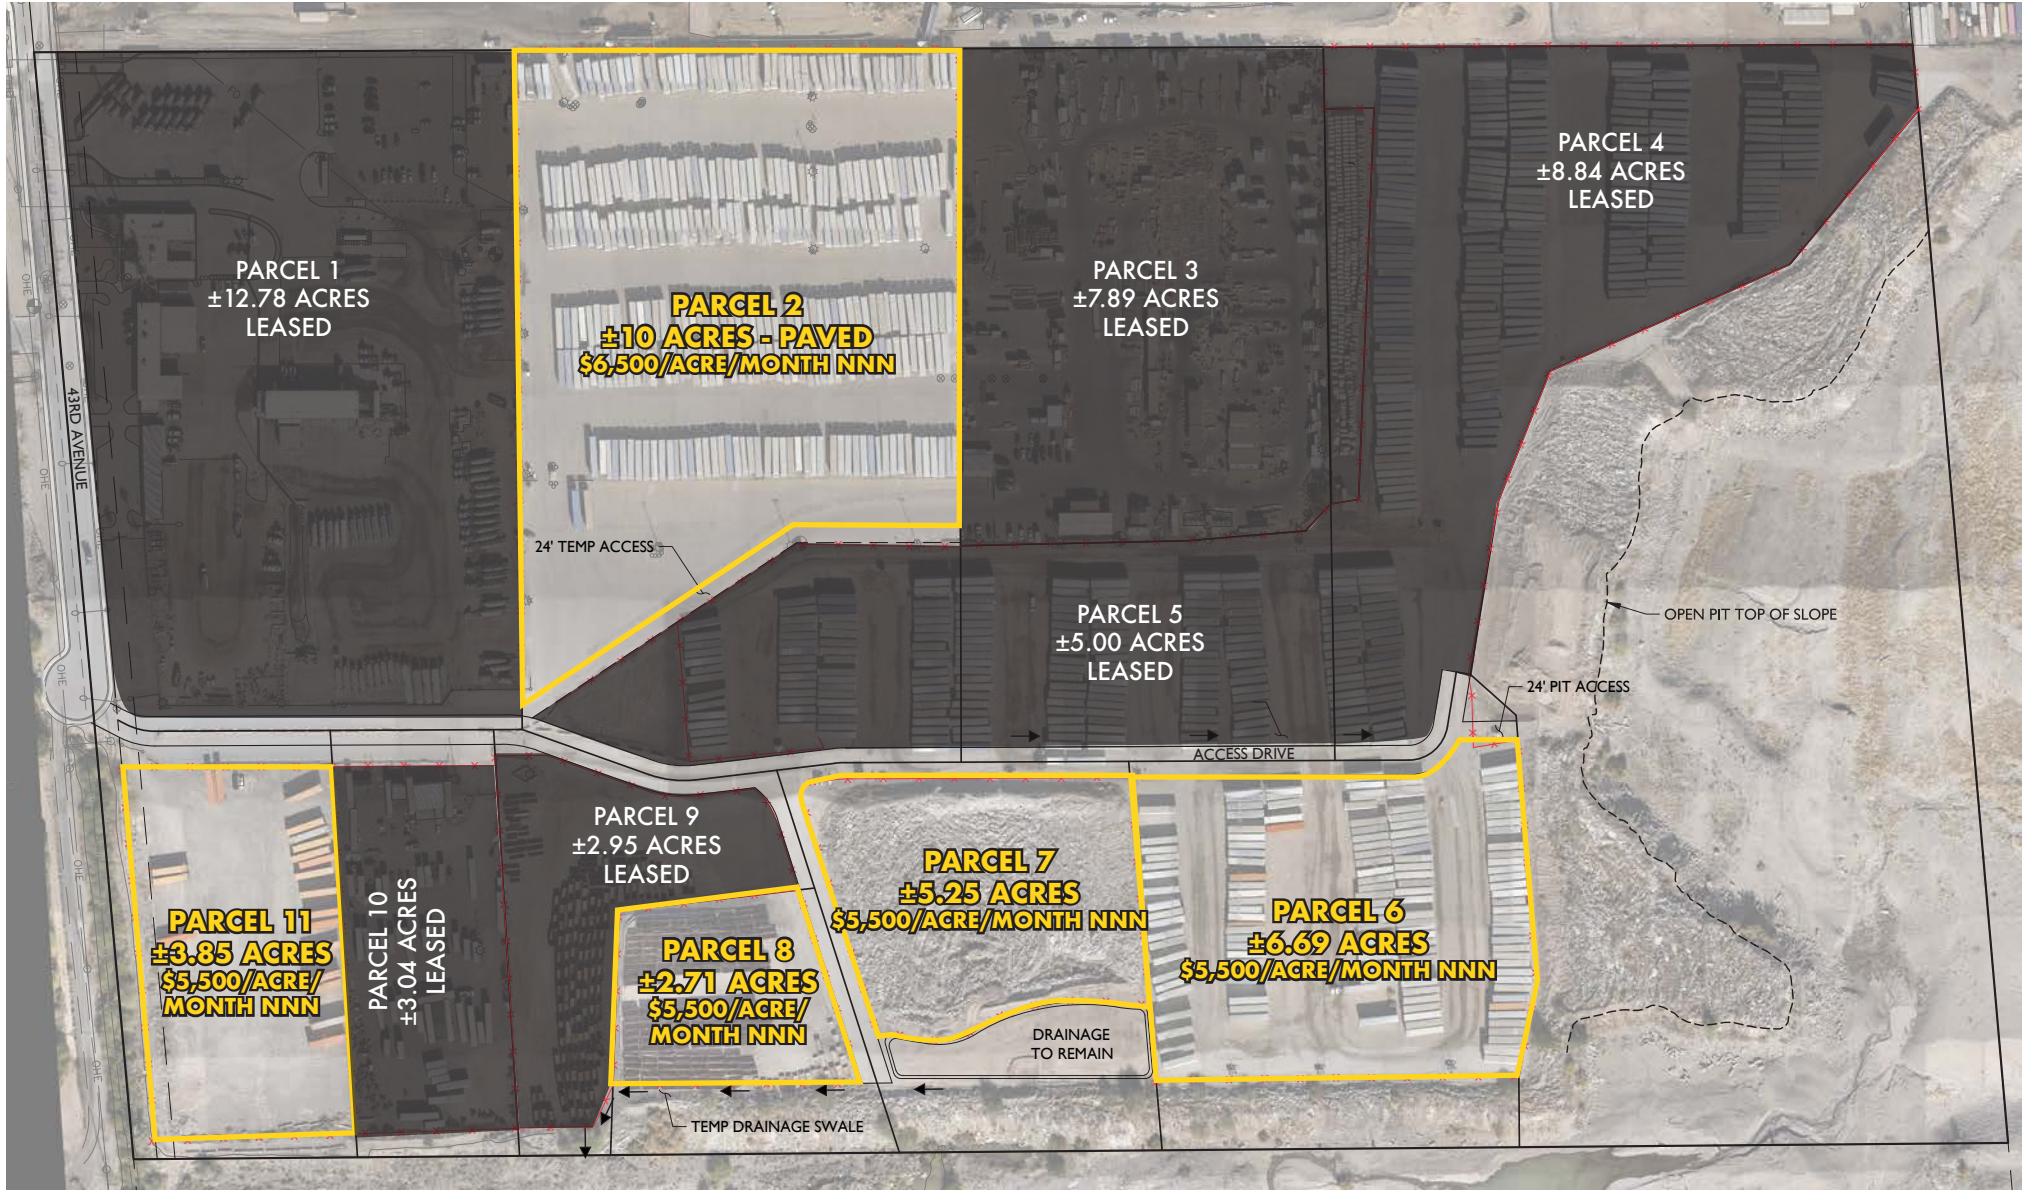 PARCEL 1
±12.78 ACRES
LEASED
PARCEL 2
±10 ACRES - PAVED
$6,500/ACRE/MONTH NNN
PARCEL 3
±7.89 ACRES
LEASED
PARCEL 4
±8.84 ACRES
LEASED
43RD AVENUE
OHE
OHE
OHE
OHE
OHE
24' TEMP ACCESS
PARCEL 5
±5.00 ACRES
LEASED
OPEN PIT TOP OF SLOPE
24' PIT ACCESS
ACCESS DRIVE
PARCEL 9
±2.95 ACRES
LEASED
PARCEL 7
±5.25 ACRES
$5,500/ACRE/MONTH NNN
PARCEL 6
±6.69 ACRES
$5,500/ACRE/MONTH NNN
PARCEL 11
±3.85 ACRES
$5,500/ACRE/
MONTH NNN
PARCEL 10
±3.04 ACRES
LEASED
PARCEL 8
±2.71 ACRES
$5,500/ACRE/
MONTH NNN
DRAINAGE
TO REMAIN
TEMP DRAINAGE SWALE